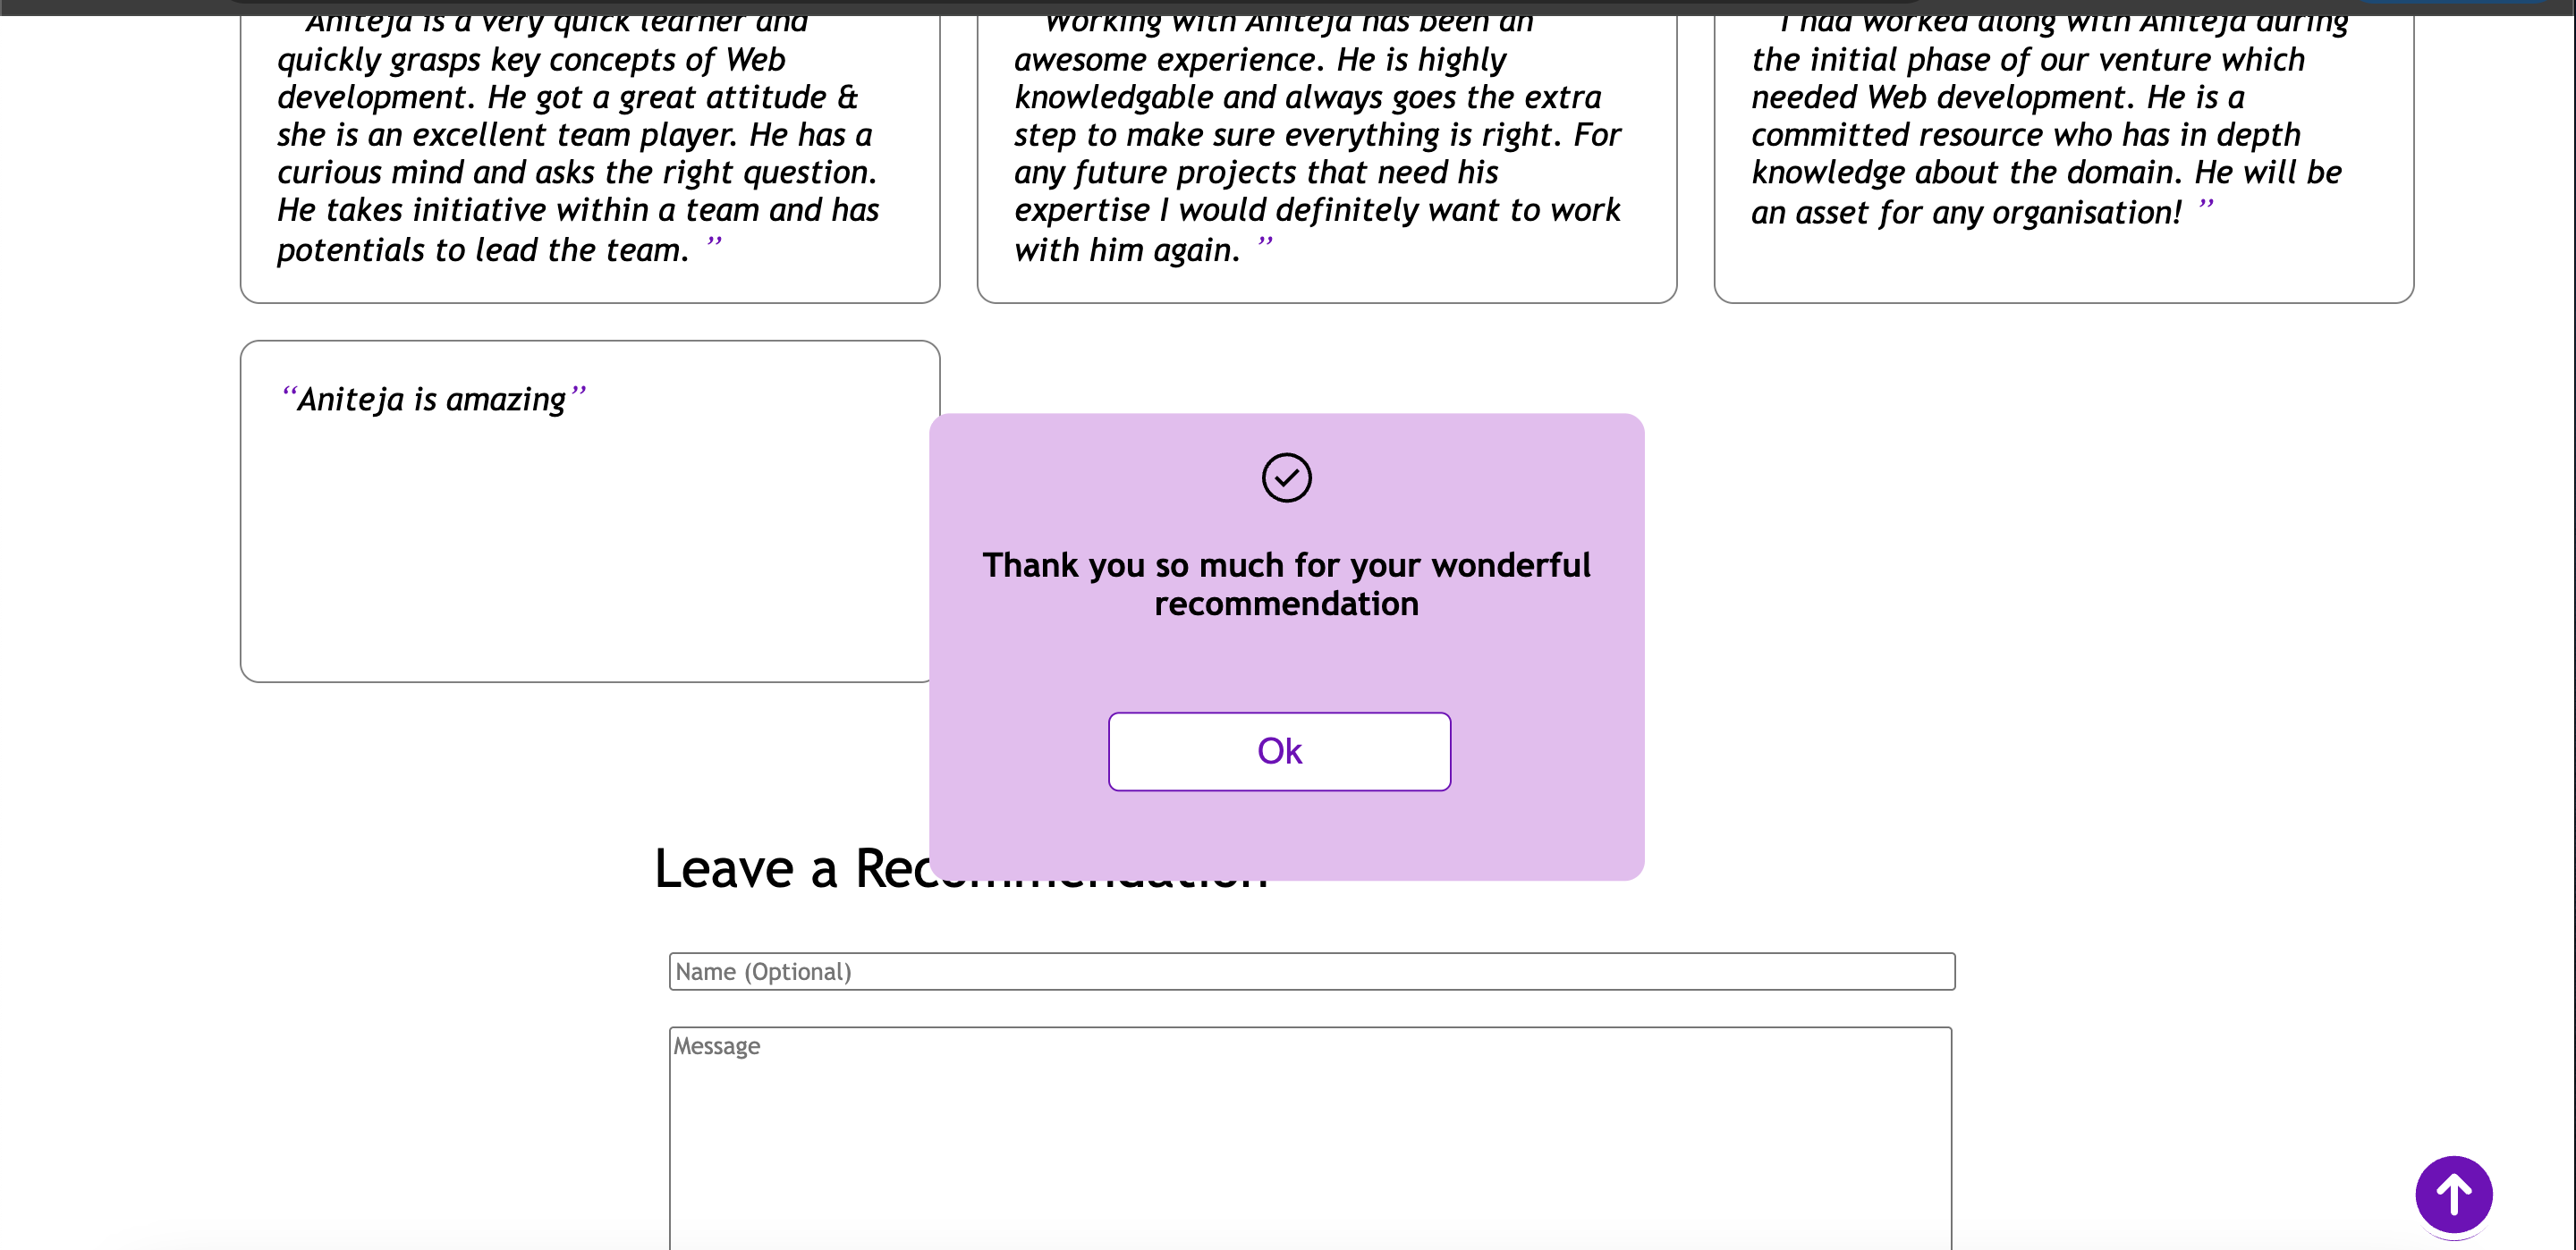 Aniteja is a very quick learner and
quickly grasps key concepts of Web
development. He got a great attitude &
she is an excellent team player. He has a
curious mind and asks the right question.
He takes initiative within a team and has
potentials to lead the team. ”
Working with Aniteja has been an
awesome experience. He is highly
knowledgable and always goes the extra
step to make sure everything is right. For
any future projects that need his
expertise I would definitely want to work
with him again. ”
I had worked along with Aniteja during
the initial phase of our venture which
needed Web development. He is a
committed resource who has in depth
knowledge about the domain. He will be
an asset for any organisation! ”
“Aniteja is amazing”
Thank you so much for your wonderful
recommendation
Ok
Leave a Recommendation
Name (Optional)
Message